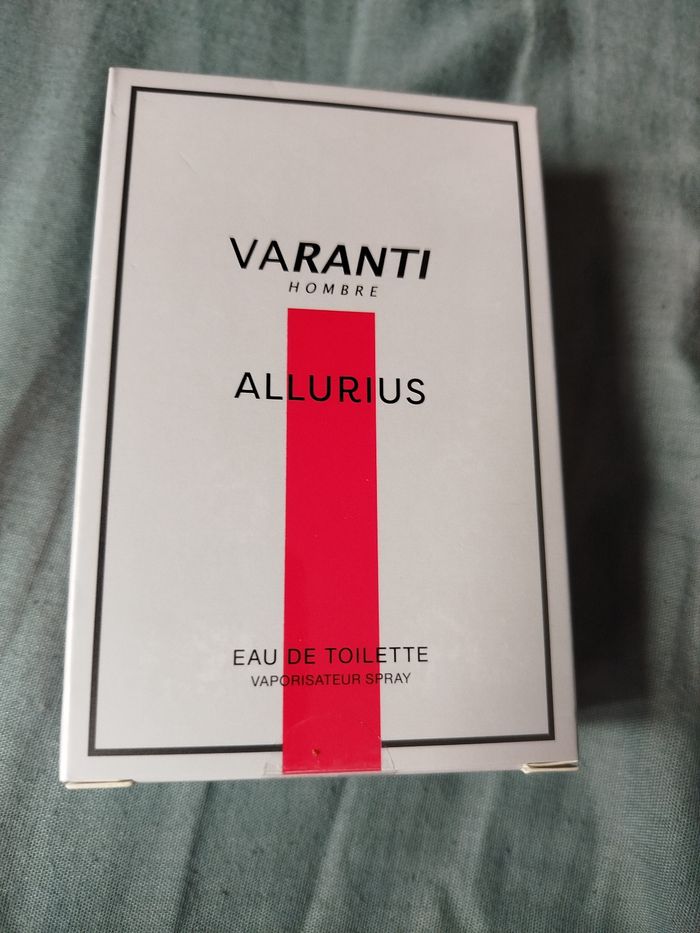 VARANTI
HOMBRE
ALLURIUS
EAU DE TOILETTE
VAPORISATEUR SPRAY